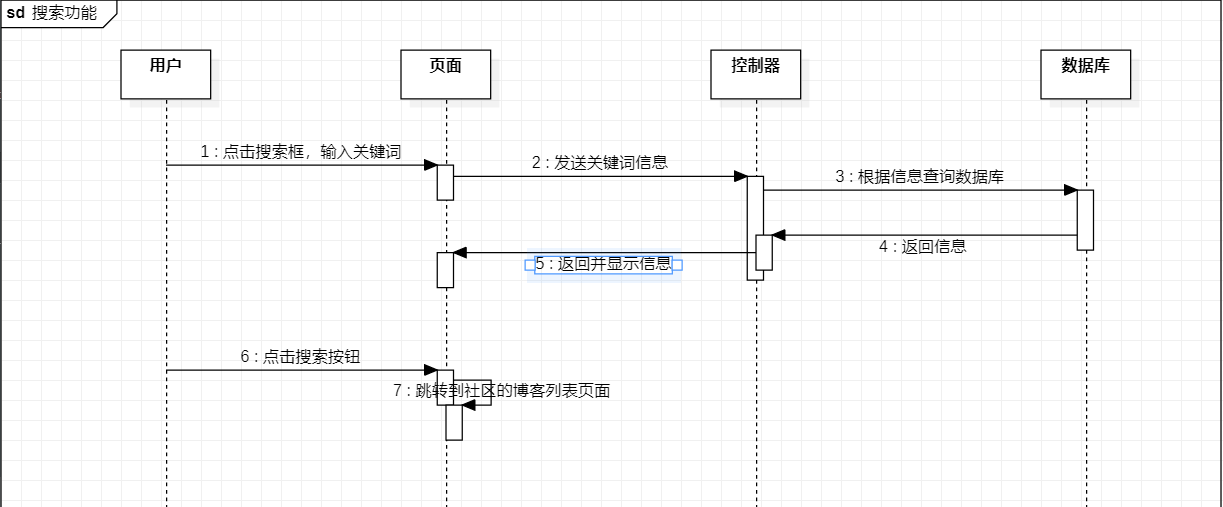 sd 搜索功能
用户
页面
控制器
数据库
1 : 点击搜索框，输入关键词
2 : 发送关键词信息
3 : 根据信息查询数据库
4 : 返回信息
5 : 返回并显示信息
6 : 点击搜索按钮
7 : 跳转到社区的博客列表页面